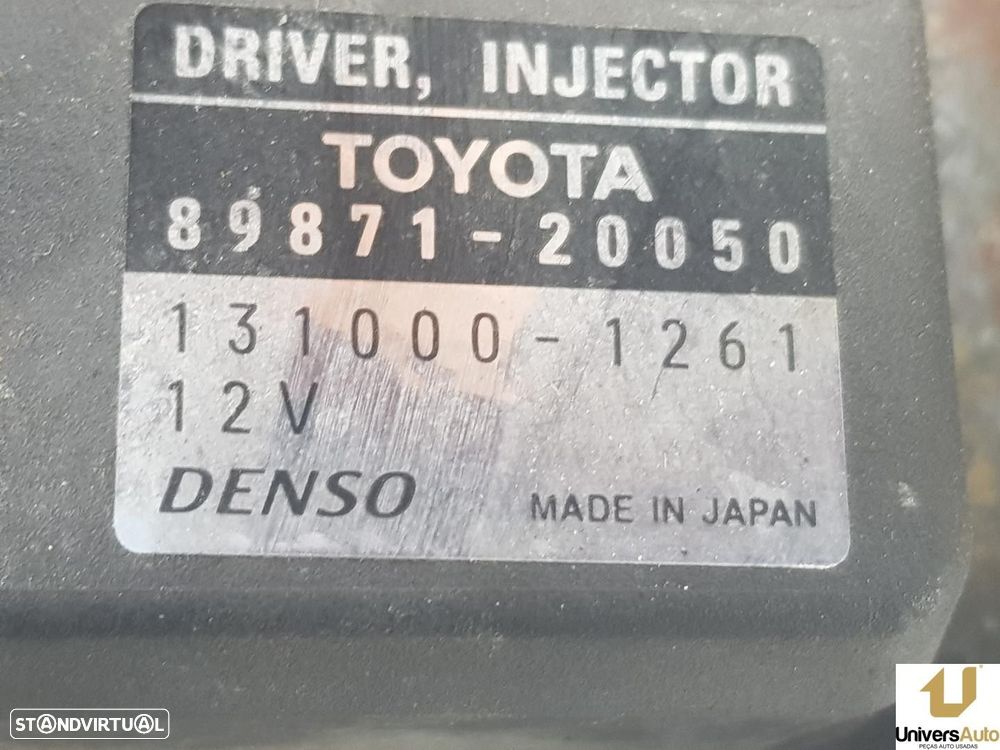 DRIVER, INJECTOR
TOYOTA
89871-20050
131000-1261
12V
DENSO MADE IN JAPAN
STANDVIRTUAL
UniversAuto
PEÇAS AUTO USADAS